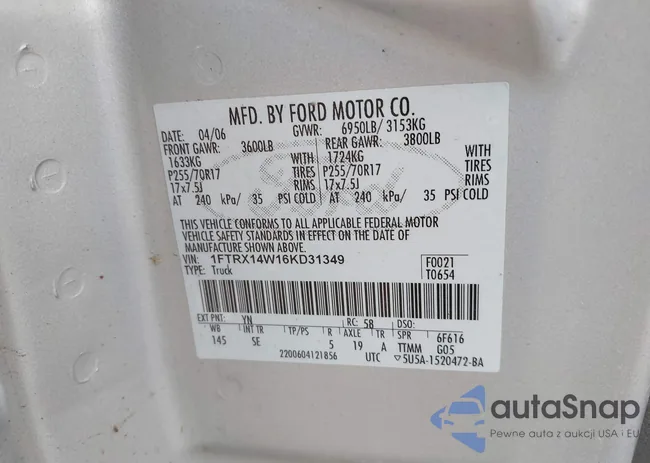 MFD. BY FORD MOTOR CO.
DATE: 04/06 GVWR: 6950LB/ 3153KG
FRONT GAWR: 3600LB REAR GAWR: 3800LB
1633KG WITH 1724KG WITH
P255/70R17 TIRES P255/70R17 TIRES
17x7.5J RIMS 17x7.5J RIMS
AT 240 kPa/ 35 PSI COLD AT 240 kPa/ 35 PSI COLD
THIS VEHICLE CONFORMS TO ALL APPLICABLE FEDERAL MOTOR
VEHICLE SAFETY STANDARDS IN EFFECT ON THE DATE OF
MANUFACTURE SHOWN ABOVE.
VIN: 1FTRX14W16KD31349 F0021
TYPE: Truck T0654
EXT PNT: YN RC: 58 DSO:
WB INT TR TP/PS R AXLE TR SPR 6F616
145 SE 5 19 A TTMM G05
2200604121856 UTC ▽5U5A-1520472-BA
autaSnap
Pewne auta z aukcji USA i EU